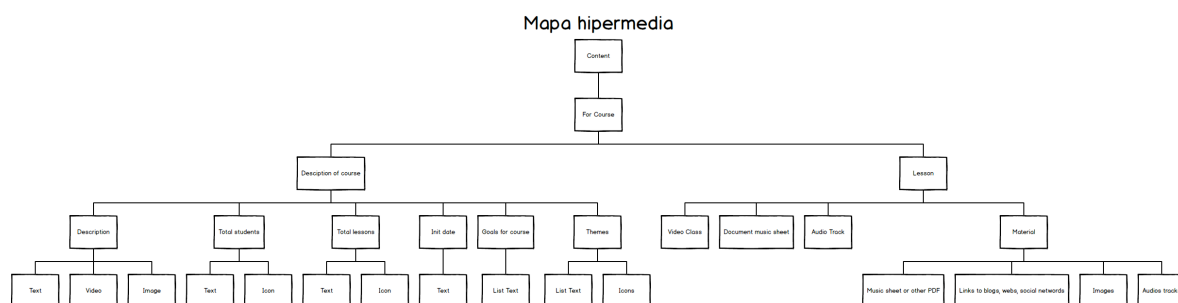 Mapa hipermedia
Content
For Course
Desciption of course
Lesson
Description
Total students
Total lessons
Init date
Goals for course
Themes
Video Class
Document music sheet
Audio Track
Material
Text
Video
Image
Text
Icon
Text
Icon
Text
List Text
List Text
Icons
Music sheet or other PDF
Links to blogs, webs, social netwrods
Images
Audios track